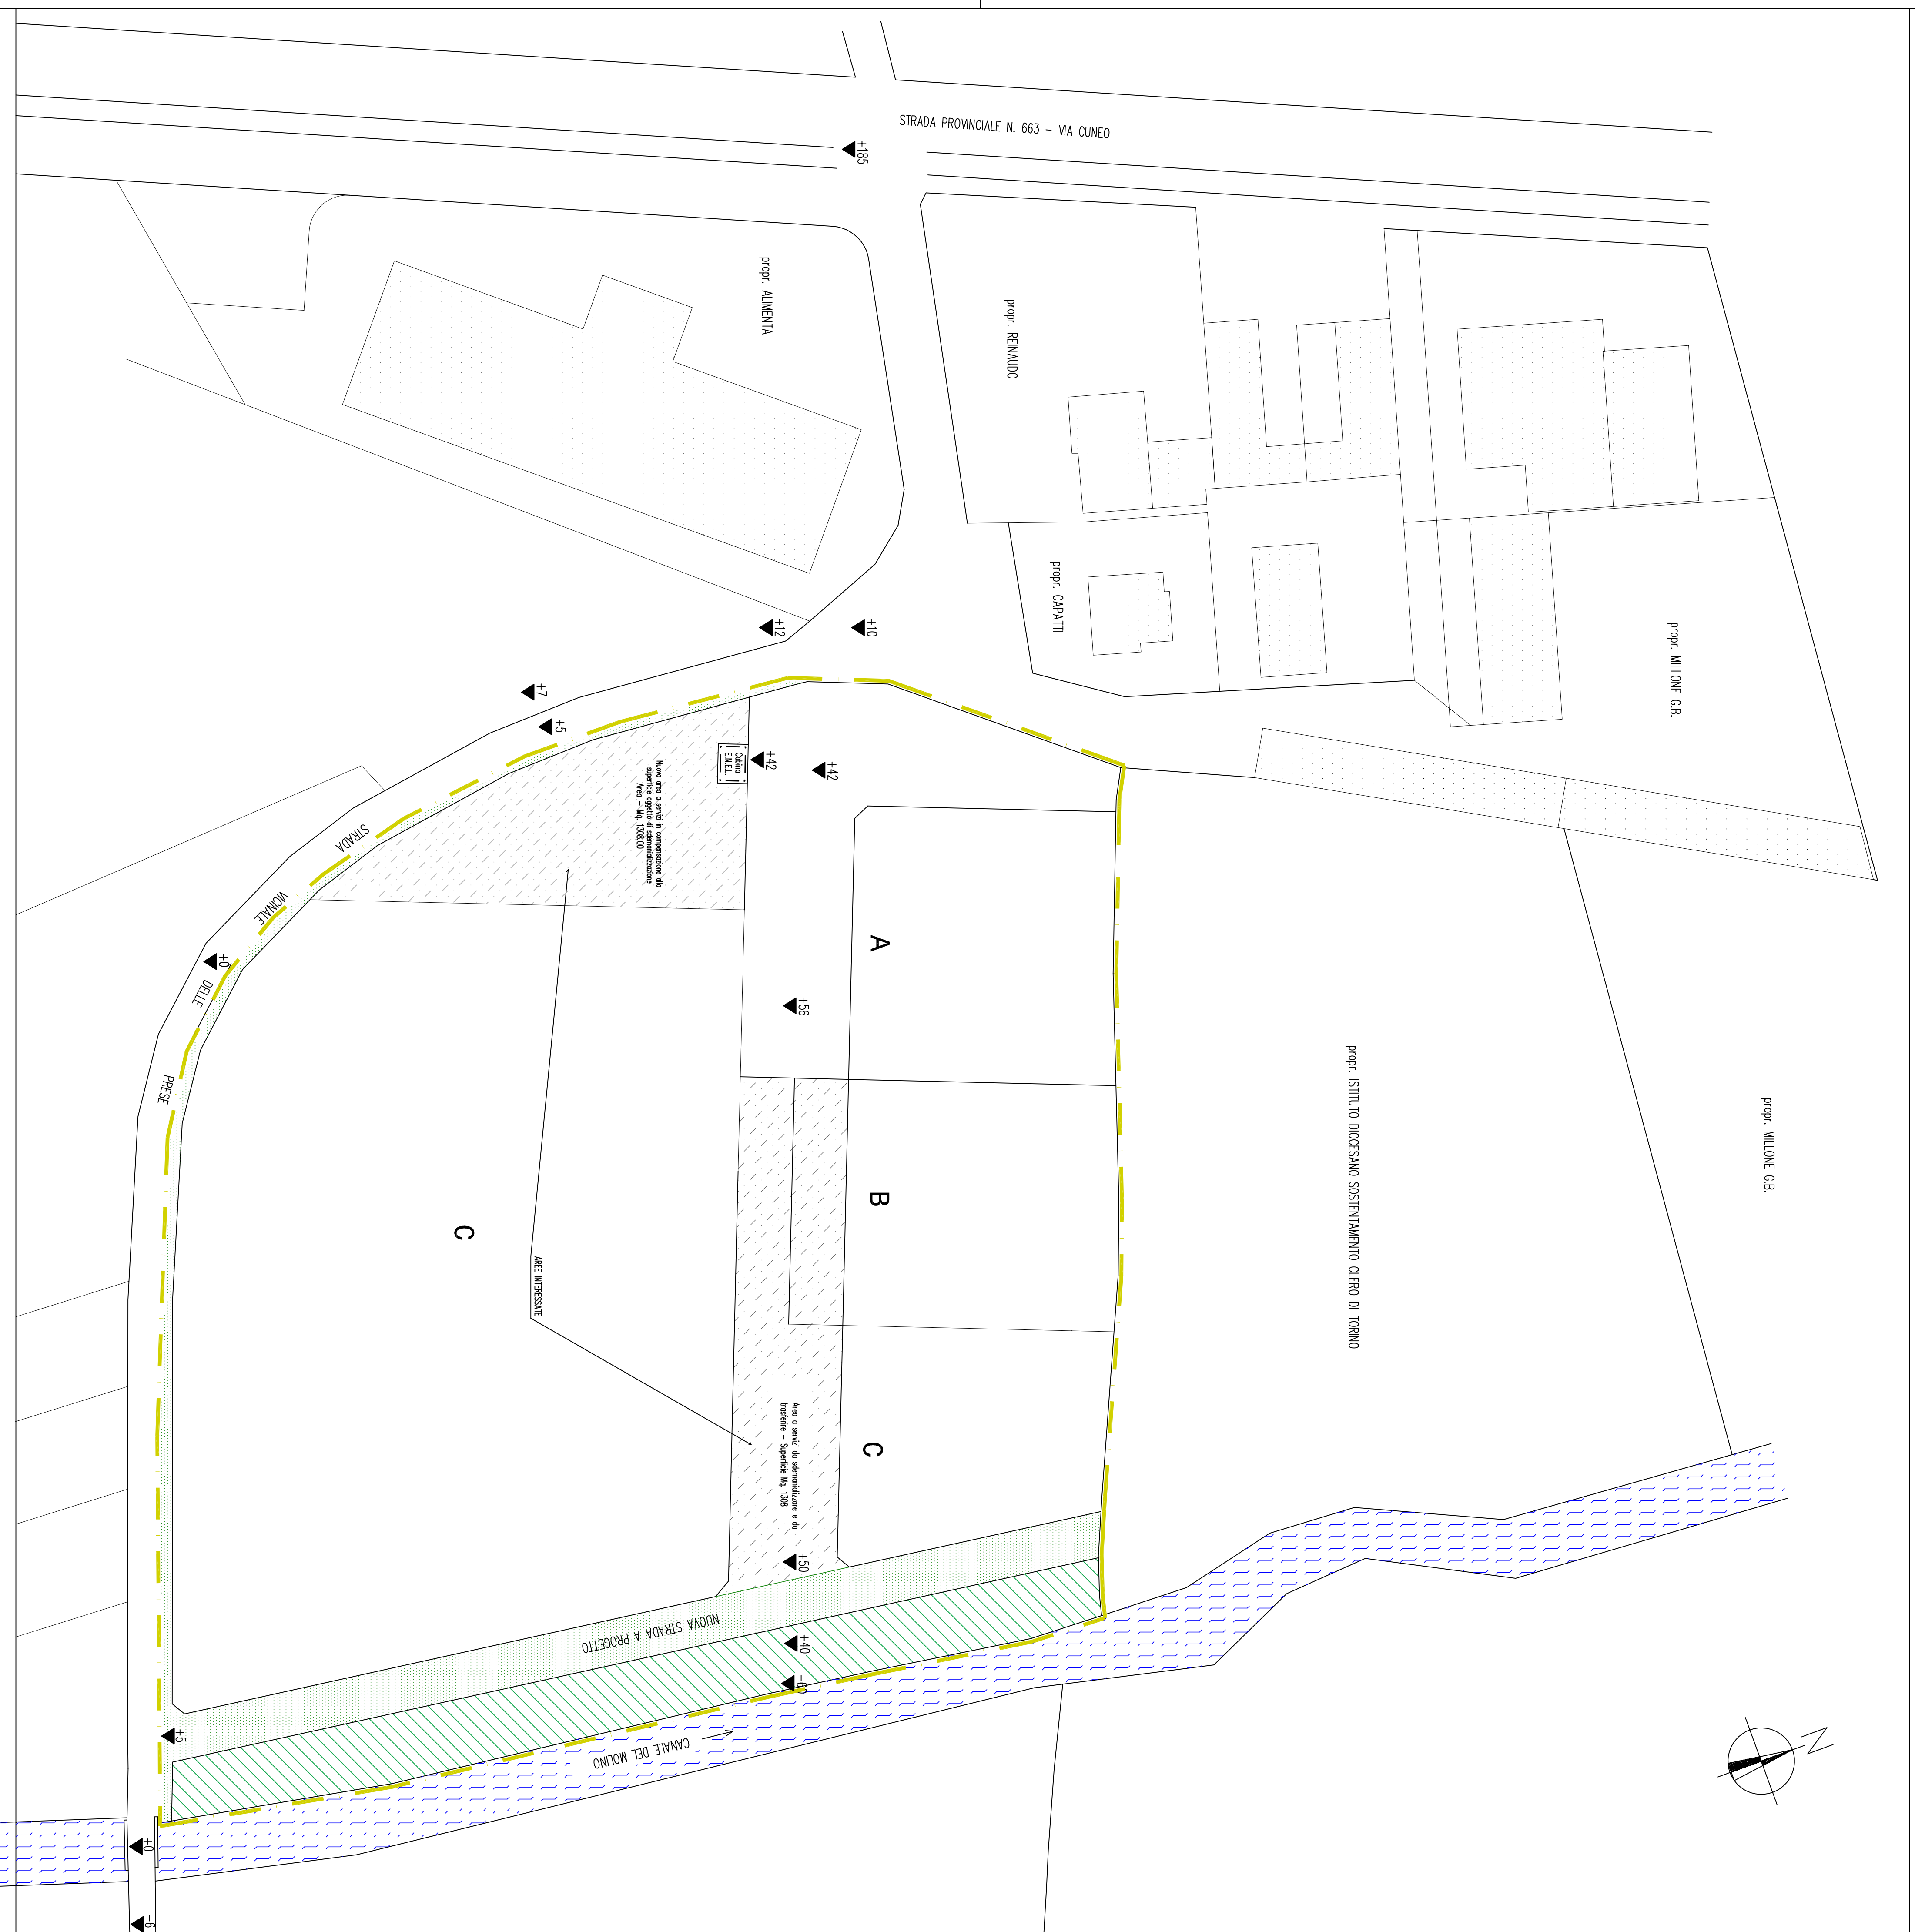 STRADA PROVINCIALE N. 663 - VIA CUNEO
+185
propr. ALIMENTA
propr. REINAUDO
propr. CAPATTI
propr. MILLONE G.B.
+12
+10
+7
+5
+42
+42
Cabina
E.N.E.L.
Nuova area a servizi in compensazione alla
superficie oggetto di sdemanializzazione
Area - Mq. 1308,00
STRADA
VICINALE
DELLE
PRESE
+0
A
+56
B
C
C
AREE INTERESSATE
propr. ISTITUTO DIOCESANO SOSTENTAMENTO CLERO DI TORINO
propr. MILLONE G.B.
Area a servizi da sdemanializzare e da
trasferire - Superficie Mq. 1308
+50
NUOVA STRADA A PROGETTO
+40
-60
CANALE DEL MOLINO
+5
+0
-6
N